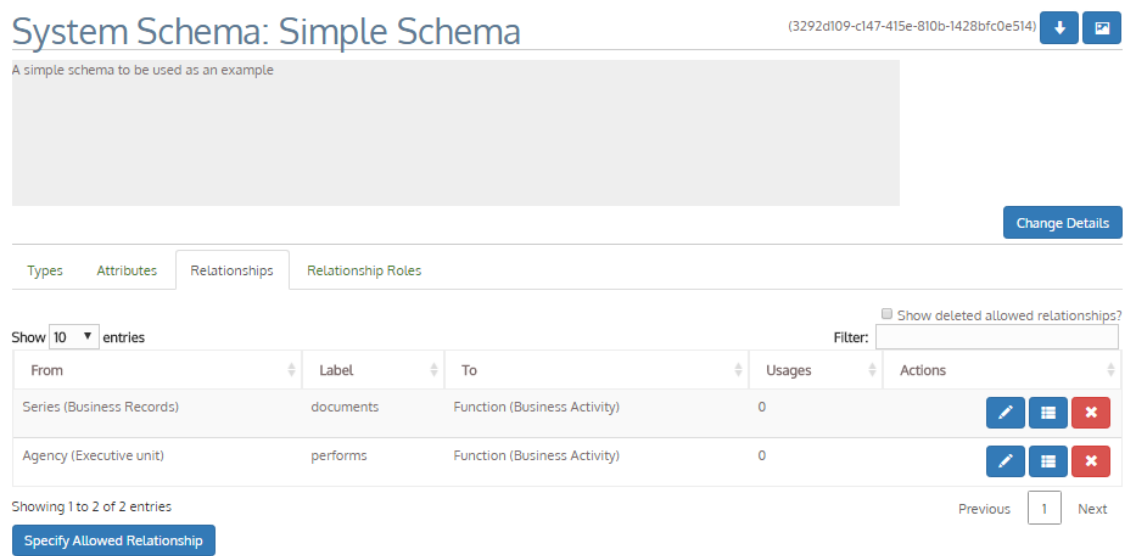 System Schema: Simple Schema
(3292d109-c147-415e-810b-1428bfc0e514)
A simple schema to be used as an example
Change Details
Types Attributes Relationships Relationship Roles
Show deleted allowed relationships?
Show 10 entries Filter:
From Label To Usages Actions
Series (Business Records) documents Function (Business Activity) 0
Agency (Executive unit) performs Function (Business Activity) 0
Showing 1 to 2 of 2 entries Previous 1 Next
Specify Allowed Relationship